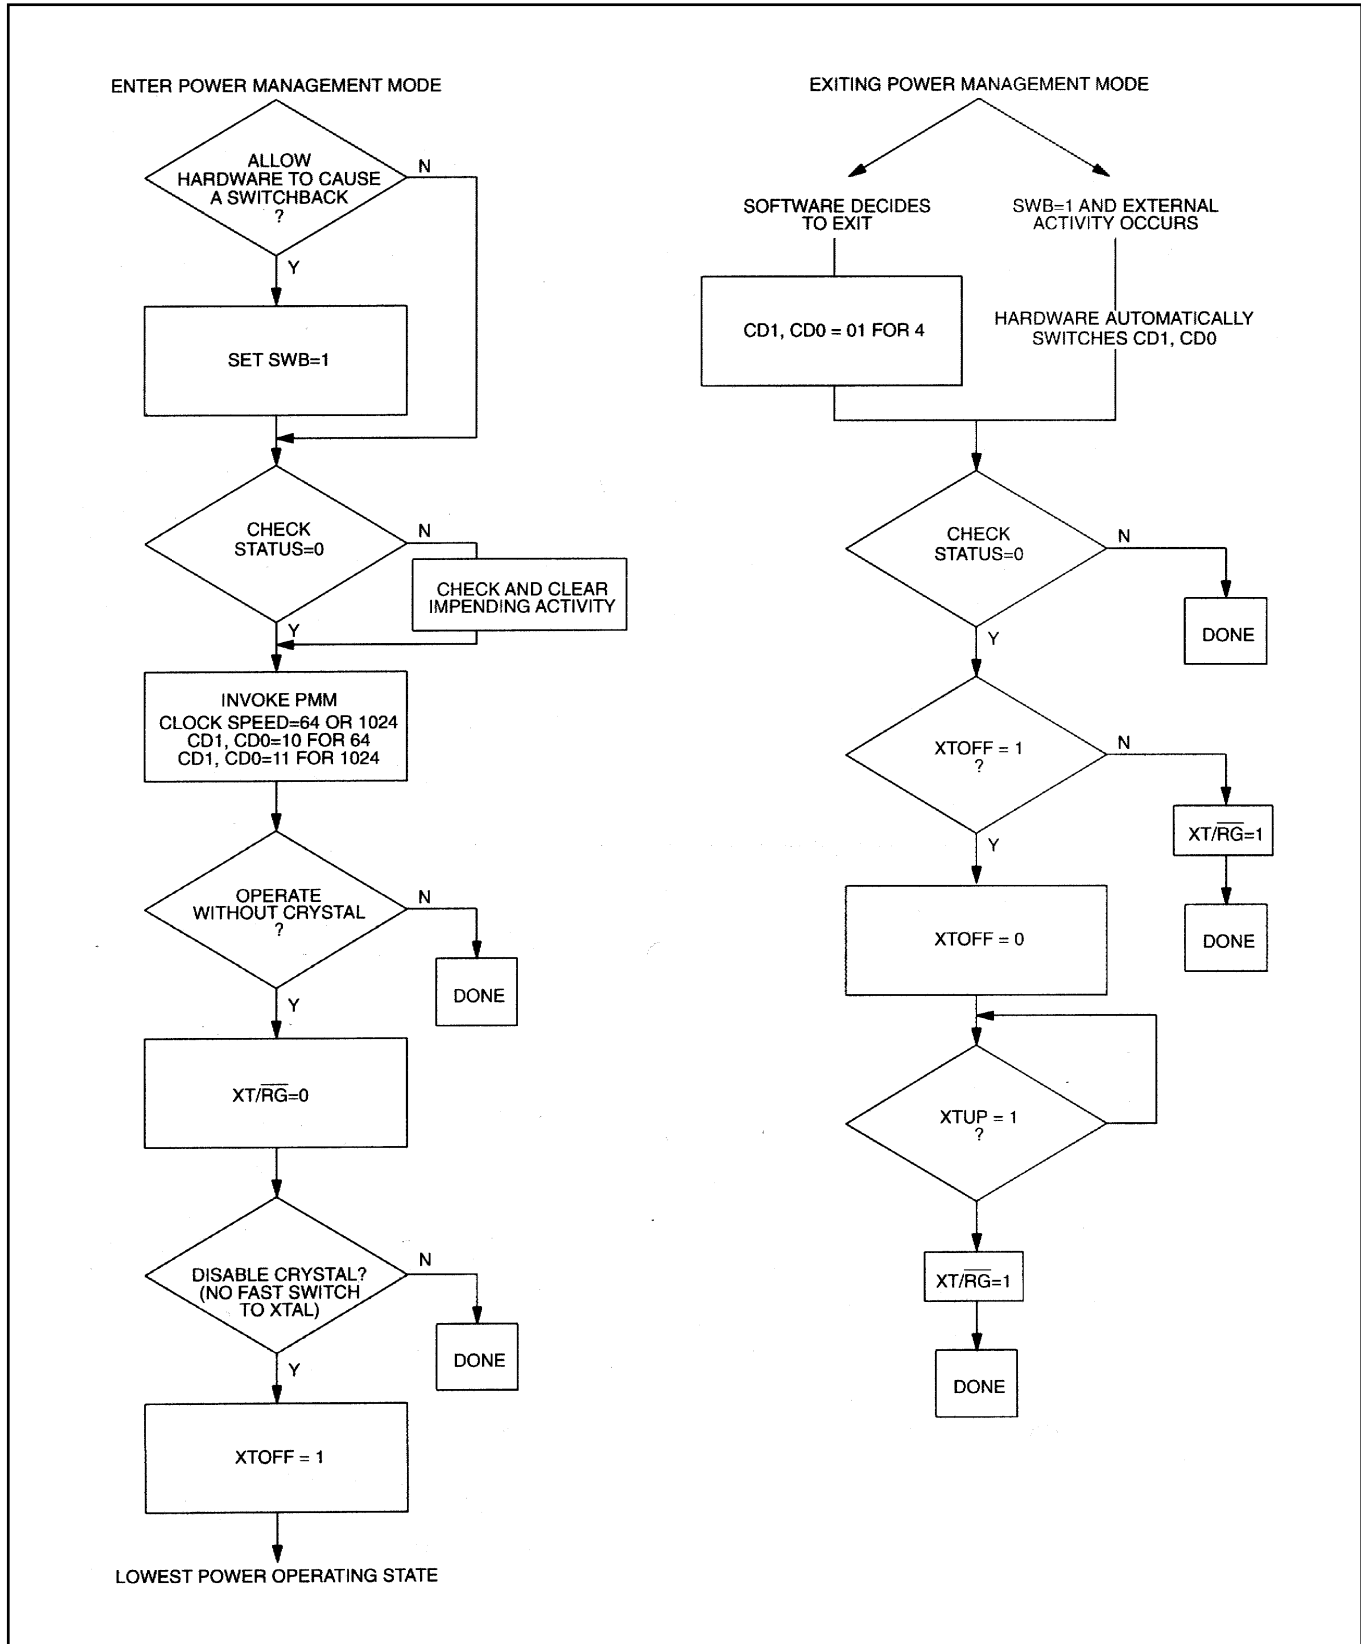 ENTER POWER MANAGEMENT MODE
ALLOW
HARDWARE TO CAUSE
A SWITCHBACK
?
N
Y
SET SWB=1
CHECK
STATUS=0
N
CHECK AND CLEAR
IMPENDING ACTIVITY
Y
INVOKE PMM
CLOCK SPEED=64 OR 1024
CD1, CD0=10 FOR 64
CD1, CD0=11 FOR 1024
OPERATE
WITHOUT CRYSTAL
?
N
DONE
Y
XT/R̅G̅=0
DISABLE CRYSTAL?
(NO FAST SWITCH
TO XTAL)
N
DONE
Y
XTOFF = 1
LOWEST POWER OPERATING STATE
EXITING POWER MANAGEMENT MODE
SOFTWARE DECIDES
TO EXIT
SWB=1 AND EXTERNAL
ACTIVITY OCCURS
CD1, CD0 = 01 FOR 4
HARDWARE AUTOMATICALLY
SWITCHES CD1, CD0
CHECK
STATUS=0
N
DONE
Y
XTOFF = 1
?
N
XT/R̅G̅=1
DONE
Y
XTOFF = 0
XTUP = 1
?
XT/R̅G̅=1
DONE